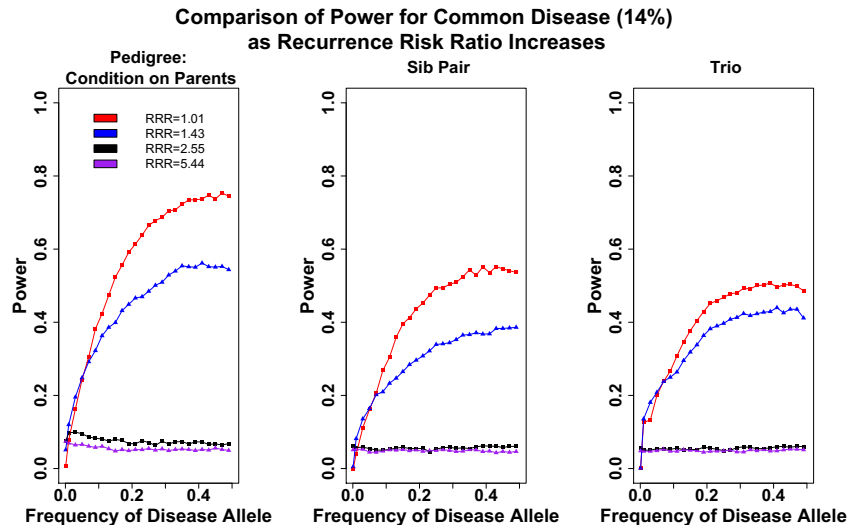 Comparison of Power for Common Disease (14%)
as Recurrence Risk Ratio Increases
Pedigree:
Condition on Parents
Sib Pair
Trio
RRR=1.01
RRR=1.43
RRR=2.55
RRR=5.44
Power
1.0
0.8
0.6
0.4
0.2
0.0
0.0 0.2 0.4
Frequency of Disease Allele
Power
1.0
0.8
0.6
0.4
0.2
0.0
0.0 0.2 0.4
Frequency of Disease Allele
Power
1.0
0.8
0.6
0.4
0.2
0.0
0.0 0.2 0.4
Frequency of Disease Allele